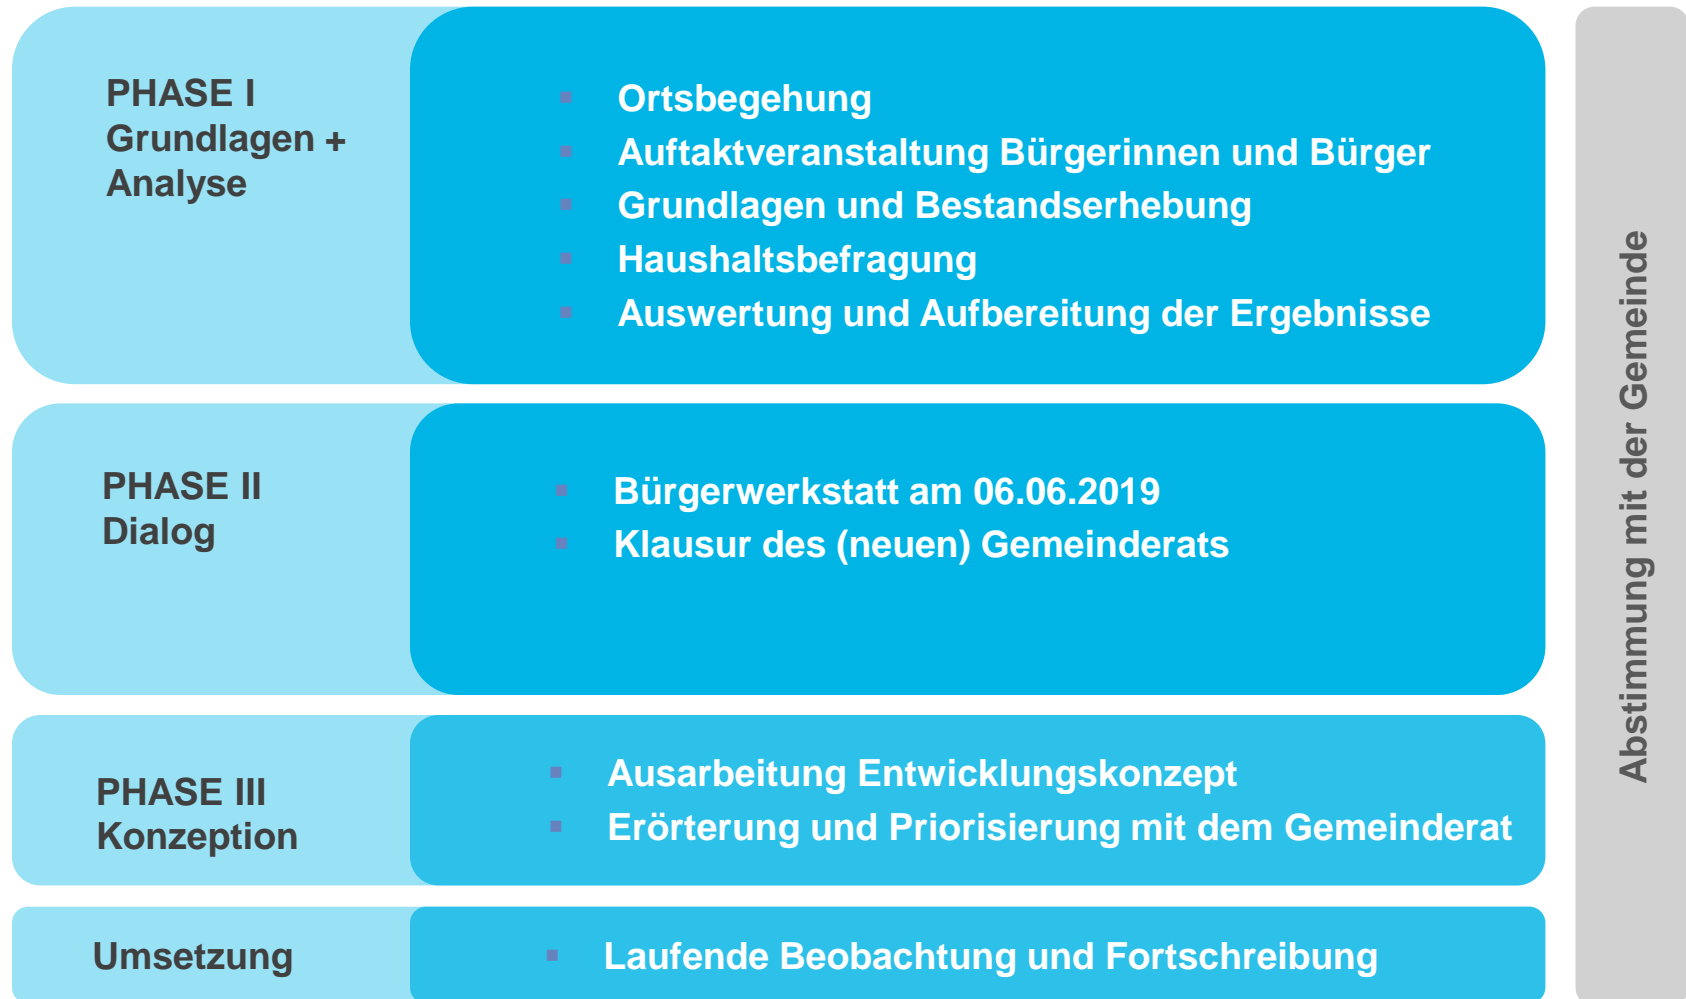 PHASE I
Grundlagen +
Analyse
▪ Ortsbegehung
▪ Auftaktveranstaltung Bürgerinnen und Bürger
▪ Grundlagen und Bestandserhebung
▪ Haushaltsbefragung
▪ Auswertung und Aufbereitung der Ergebnisse
PHASE II
Dialog
▪ Bürgerwerkstatt am 06.06.2019
▪ Klausur des (neuen) Gemeinderats
PHASE III
Konzeption
▪ Ausarbeitung Entwicklungskonzept
▪ Erörterung und Priorisierung mit dem Gemeinderat
Umsetzung
▪ Laufende Beobachtung und Fortschreibung
Abstimmung mit der Gemeinde